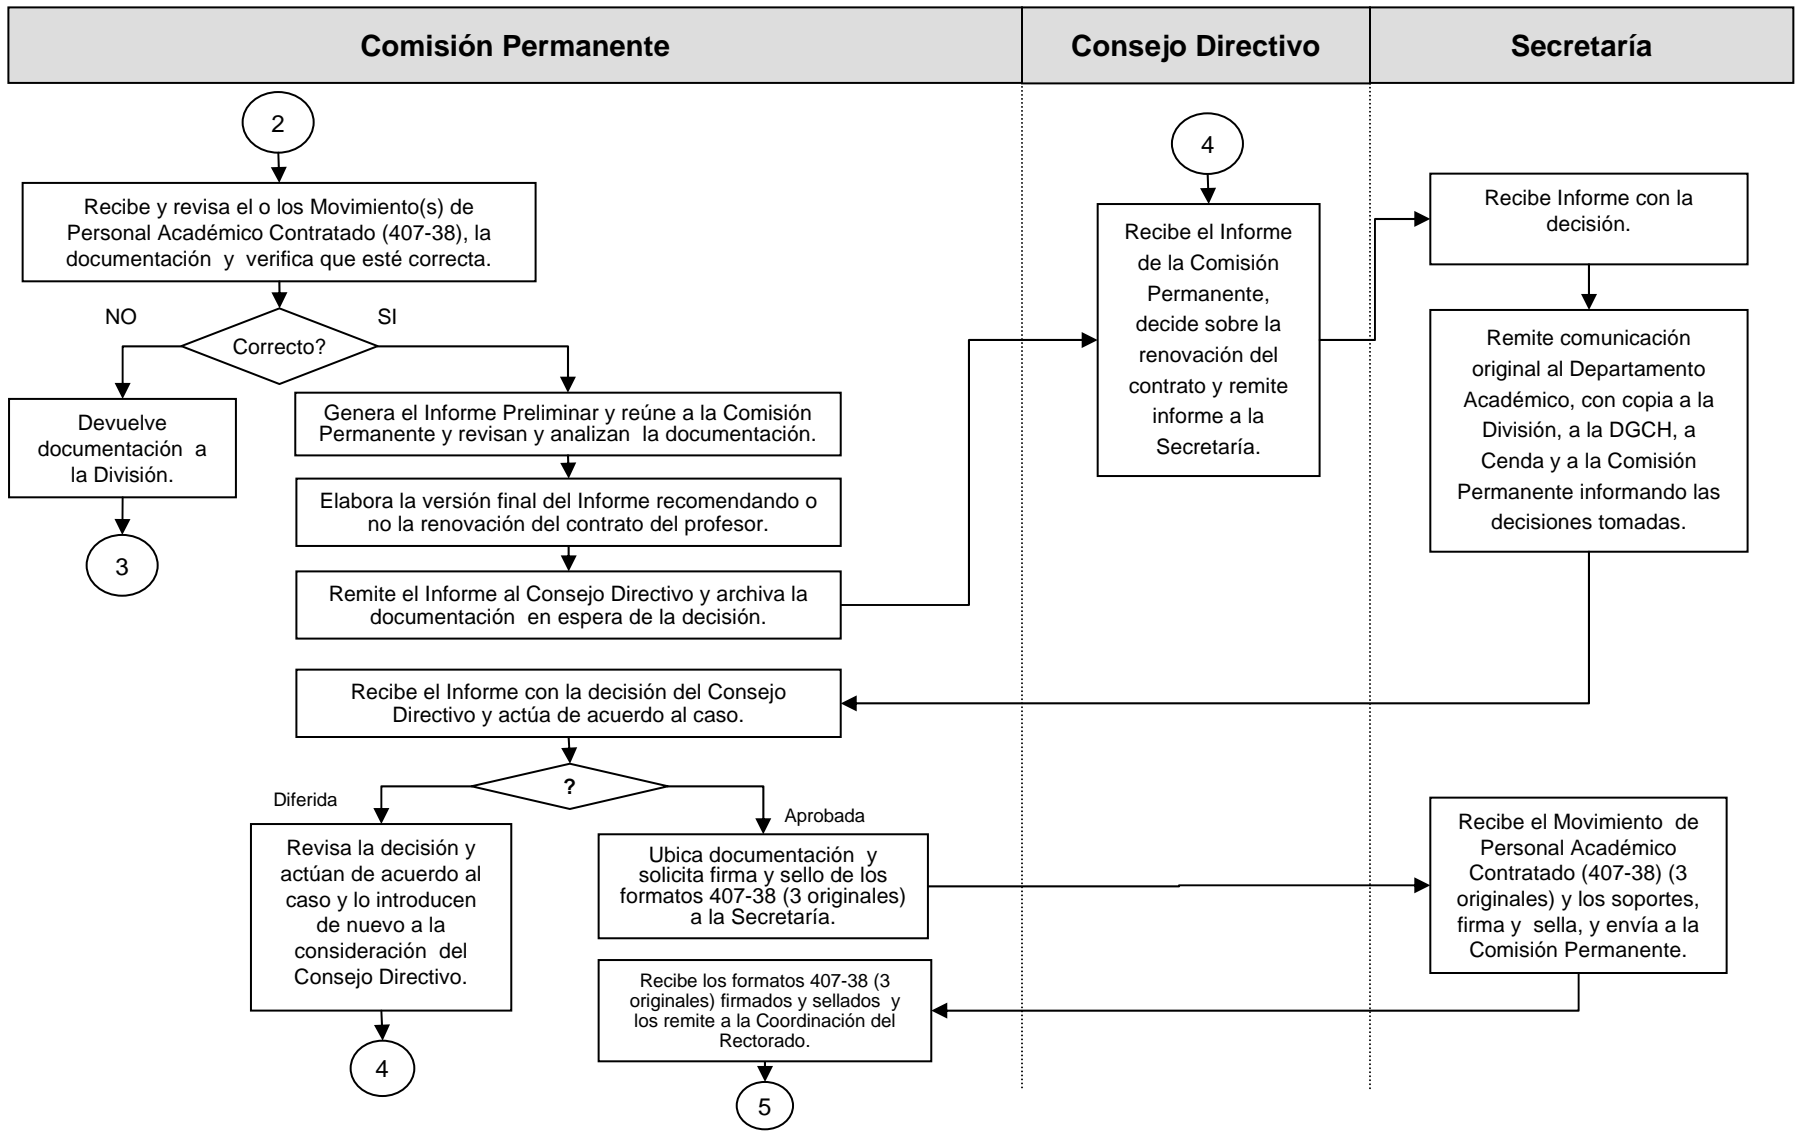 Comisión Permanente
Consejo Directivo
Secretaría
2
Recibe y revisa el o los Movimiento(s) de
Personal Académico Contratado (407-38), la
documentación y verifica que esté correcta.
NO
SI
Correcto?
Devuelve
documentación a
la División.
3
Genera el Informe Preliminar y reúne a la Comisión
Permanente y revisan y analizan la documentación.
Elabora la versión final del Informe recomendando o
no la renovación del contrato del profesor.
Remite el Informe al Consejo Directivo y archiva la
documentación en espera de la decisión.
4
Recibe el Informe
de la Comisión
Permanente,
decide sobre la
renovación del
contrato y remite
informe a la
Secretaría.
Recibe Informe con la
decisión.
Remite comunicación
original al Departamento
Académico, con copia a la
División, a la DGCH, a
Cenda y a la Comisión
Permanente informando las
decisiones tomadas.
Recibe el Informe con la decisión del Consejo
Directivo y actúa de acuerdo al caso.
?
Diferida
Aprobada
Revisa la decisión y
actúan de acuerdo al
caso y lo introducen
de nuevo a la
consideración del
Consejo Directivo.
4
Ubica documentación y
solicita firma y sello de los
formatos 407-38 (3 originales)
a la Secretaría.
Recibe el Movimiento de
Personal Académico
Contratado (407-38) (3
originales) y los soportes,
firma y sella, y envía a la
Comisión Permanente.
Recibe los formatos 407-38 (3
originales) firmados y sellados y
los remite a la Coordinación del
Rectorado.
5